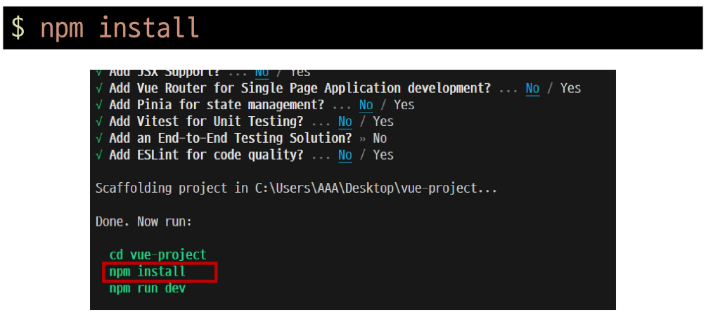 $ npm install
√ Add JSX Support? ... No / Yes
√ Add Vue Router for Single Page Application development? ... No / Yes
√ Add Pinia for state management? ... No / Yes
√ Add Vitest for Unit Testing? ... No / Yes
√ Add an End-to-End Testing Solution? » No
√ Add ESLint for code quality? ... No / Yes
Scaffolding project in C:\Users\AAA\Desktop\vue-project...
Done. Now run:
cd vue-project
npm install
npm run dev